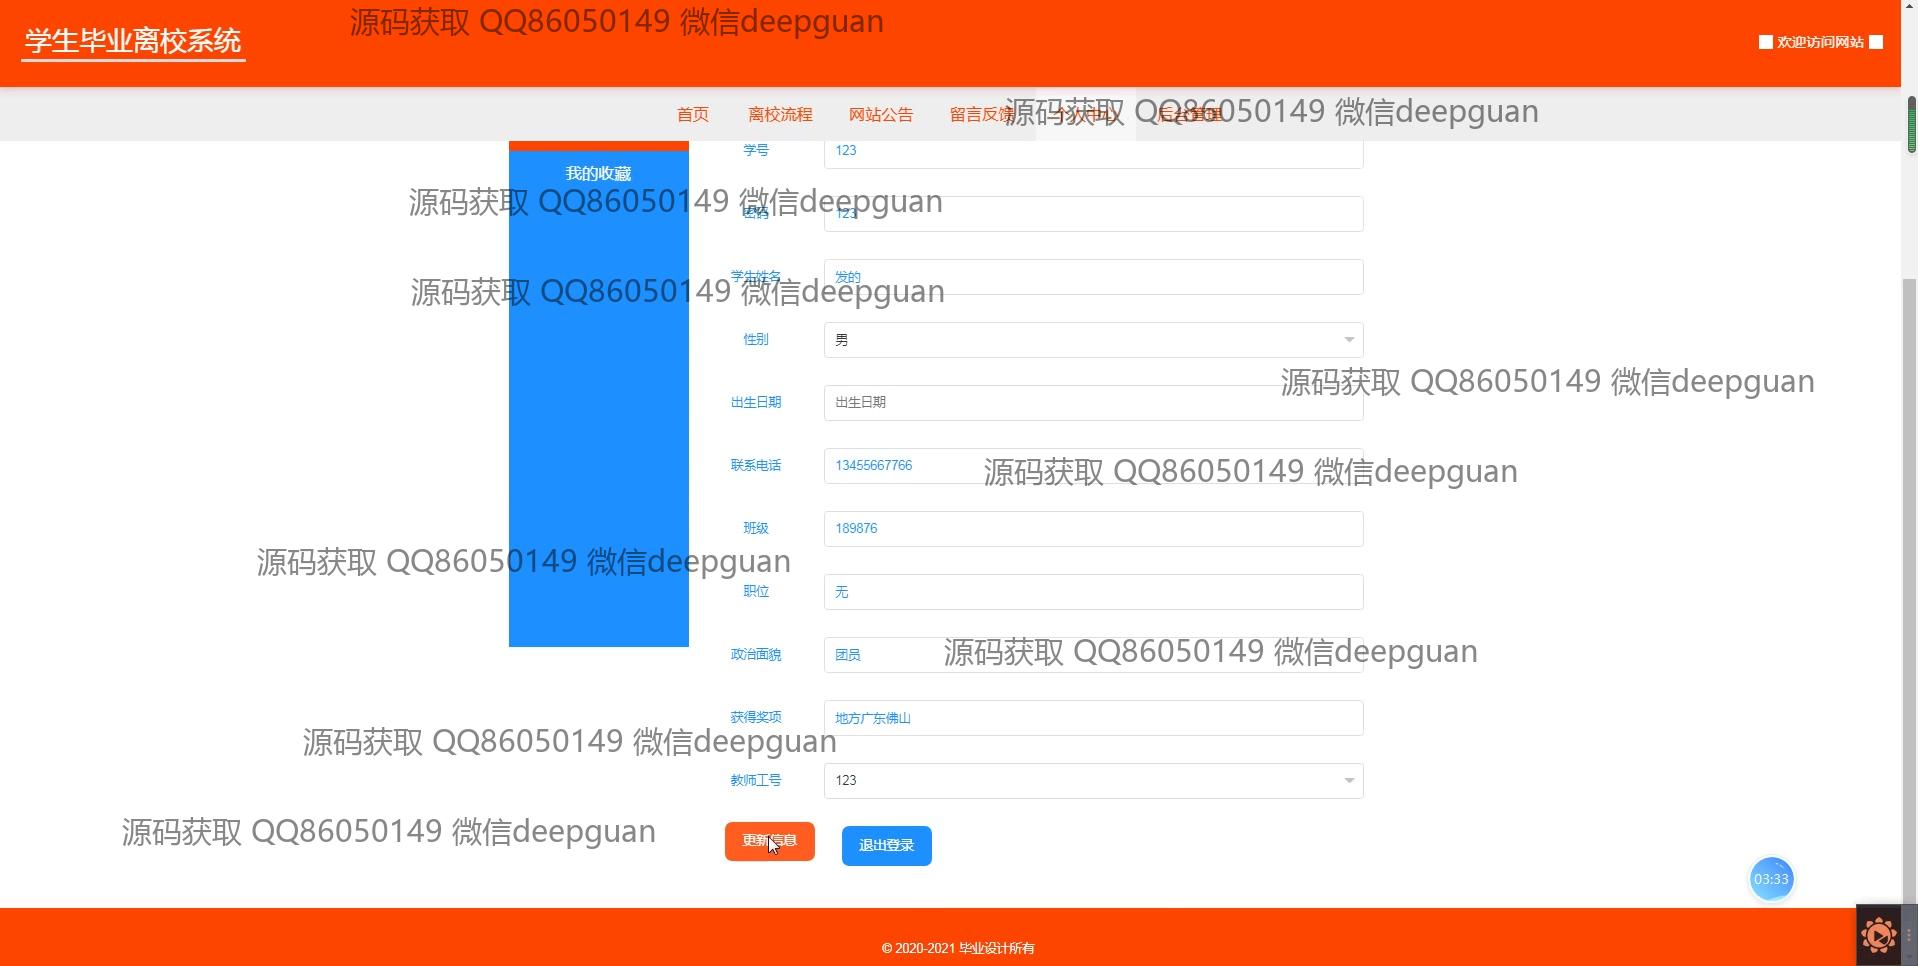 源码获取 QQ86050149 微信deepguan
学生毕业离校系统
欢迎访问网站
首页 离校流程 网站公告 留言反馈 个人中心 后台管理
源码获取 QQ86050149 微信deepguan
学号 123
我的收藏
源码获取 QQ86050149 微信deepguan
密码 123
学生姓名 发的
源码获取 QQ86050149 微信deepguan
性别 男
源码获取 QQ86050149 微信deepguan
出生日期 出生日期
联系电话 13455667766
源码获取 QQ86050149 微信deepguan
班级 189876
源码获取 QQ86050149 微信deepguan
职位 无
政治面貌 团员
源码获取 QQ86050149 微信deepguan
获得奖项 地方广东佛山
源码获取 QQ86050149 微信deepguan
教师工号 123
源码获取 QQ86050149 微信deepguan
更新信息 退出登录
03:33
© 2020-2021 毕业设计所有